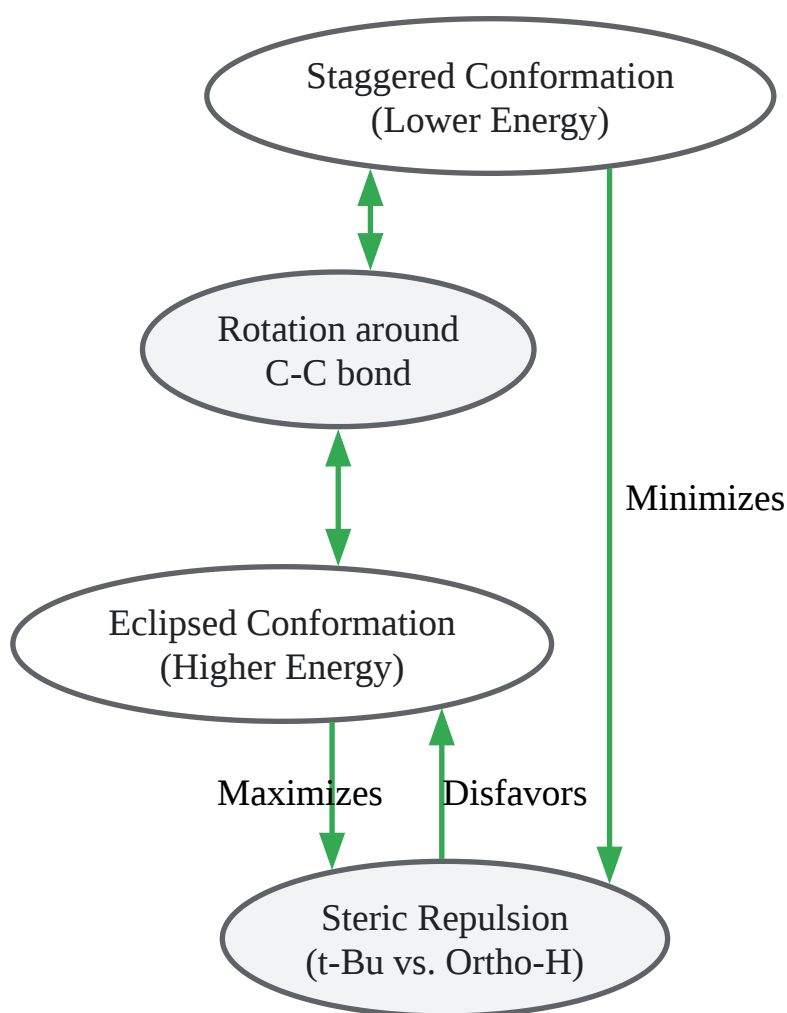 Staggered Conformation
(Lower Energy)
Rotation around
C-C bond
Minimizes
Eclipsed Conformation
(Higher Energy)
Maximizes
Disfavors
Steric Repulsion
(t-Bu vs. Ortho-H)